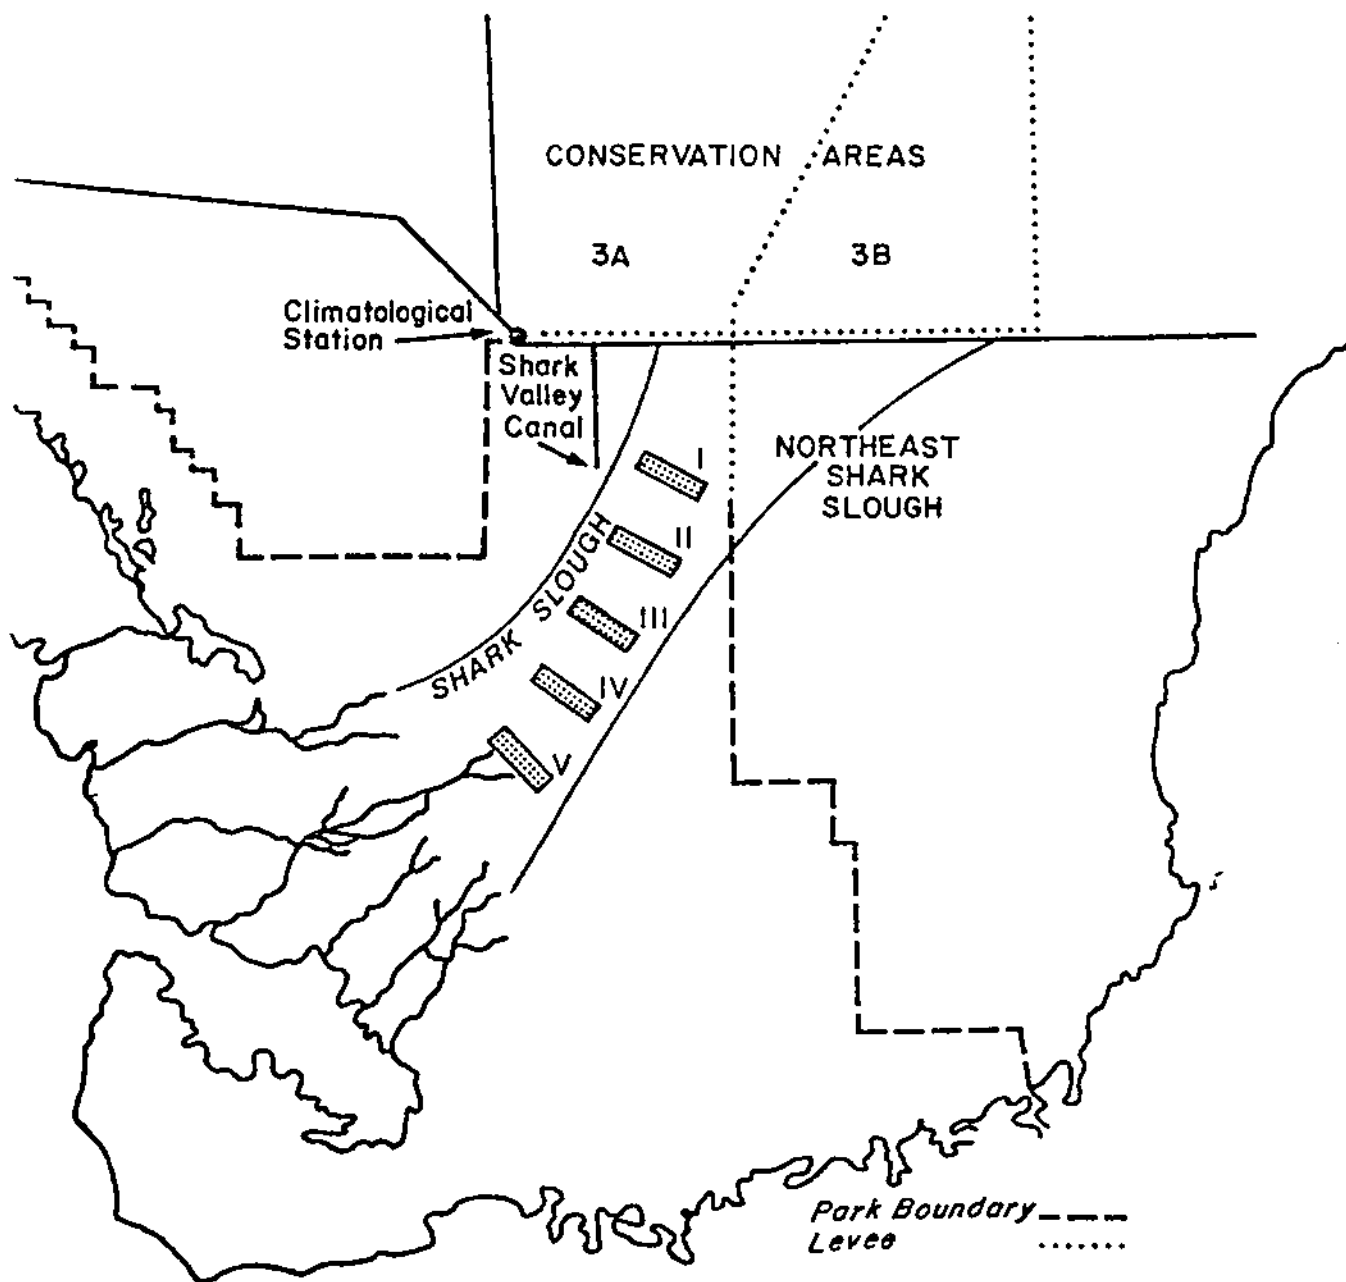 CONSERVATION AREAS
3A 3B
Climatological
Station
Shark
Valley
Canal
NORTHEAST
SHARK
SLOUGH
SHARK SLOUGH
I
II
III
IV
V
Park Boundary
Levee